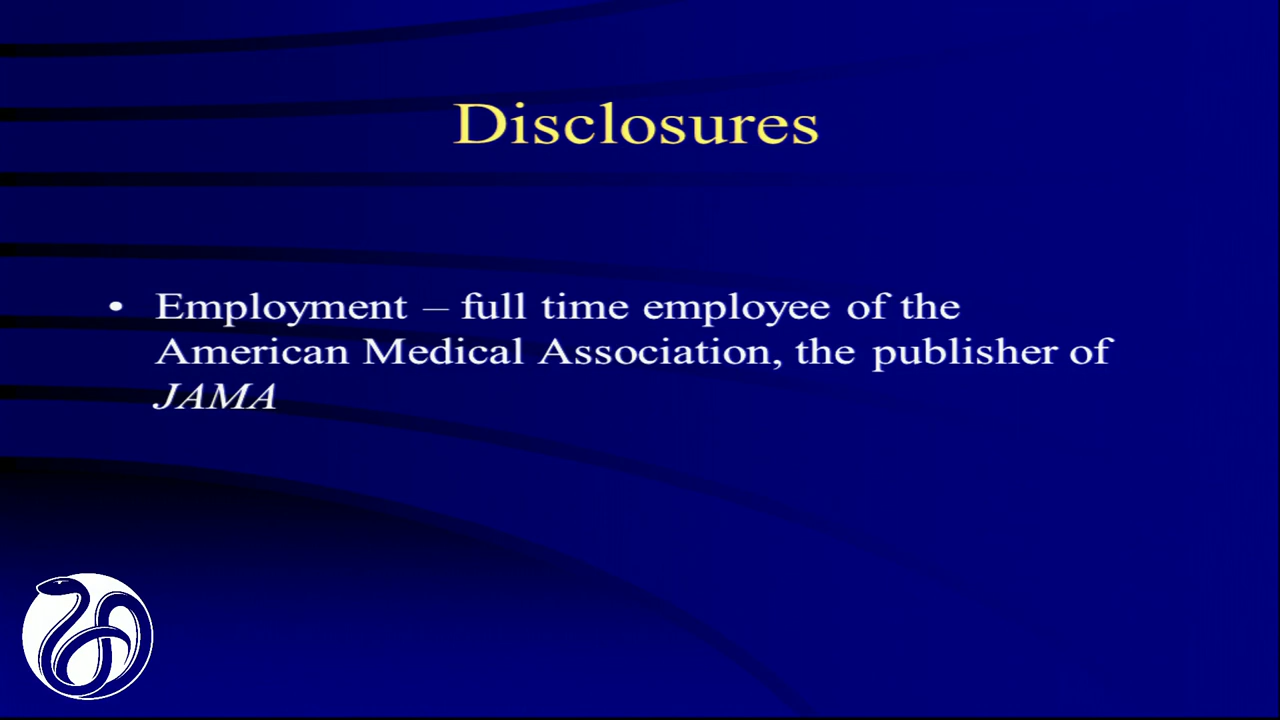 Disclosures
• Employment – full time employee of the
American Medical Association, the publisher of
JAMA